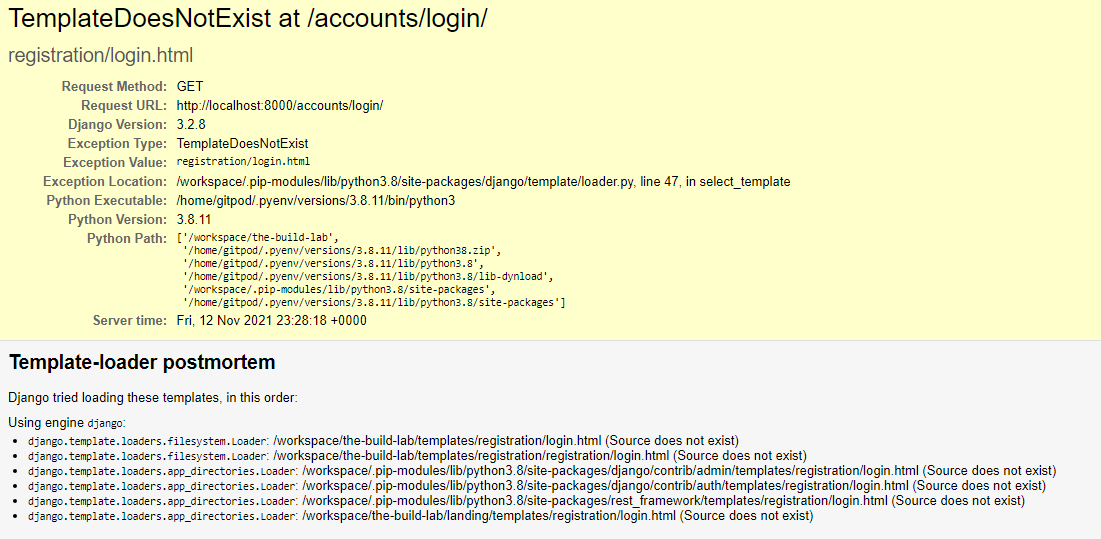 TemplateDoesNotExist at /accounts/login/
registration/login.html
Request Method: GET
Request URL: http://localhost:8000/accounts/login/
Django Version: 3.2.8
Exception Type: TemplateDoesNotExist
Exception Value: registration/login.html
Exception Location: /workspace/.pip-modules/lib/python3.8/site-packages/django/template/loader.py, line 47, in select_template
Python Executable: /home/gitpod/.pyenv/versions/3.8.11/bin/python3
Python Version: 3.8.11
Python Path: ['/workspace/the-build-lab',
'/home/gitpod/.pyenv/versions/3.8.11/lib/python38.zip',
'/home/gitpod/.pyenv/versions/3.8.11/lib/python3.8',
'/home/gitpod/.pyenv/versions/3.8.11/lib/python3.8/lib-dynload',
'/workspace/.pip-modules/lib/python3.8/site-packages',
'/home/gitpod/.pyenv/versions/3.8.11/lib/python3.8/site-packages']
Server time: Fri, 12 Nov 2021 23:28:18 +0000
Template-loader postmortem
Django tried loading these templates, in this order:
Using engine django:
• django.template.loaders.filesystem.Loader: /workspace/the-build-lab/templates/registration/login.html (Source does not exist)
• django.template.loaders.filesystem.Loader: /workspace/the-build-lab/templates/registration/registration/login.html (Source does not exist)
• django.template.loaders.app_directories.Loader: /workspace/.pip-modules/lib/python3.8/site-packages/django/contrib/admin/templates/registration/login.html (Source does not exist)
• django.template.loaders.app_directories.Loader: /workspace/.pip-modules/lib/python3.8/site-packages/django/contrib/auth/templates/registration/login.html (Source does not exist)
• django.template.loaders.app_directories.Loader: /workspace/.pip-modules/lib/python3.8/site-packages/rest_framework/templates/registration/login.html (Source does not exist)
• django.template.loaders.app_directories.Loader: /workspace/the-build-lab/landing/templates/registration/login.html (Source does not exist)